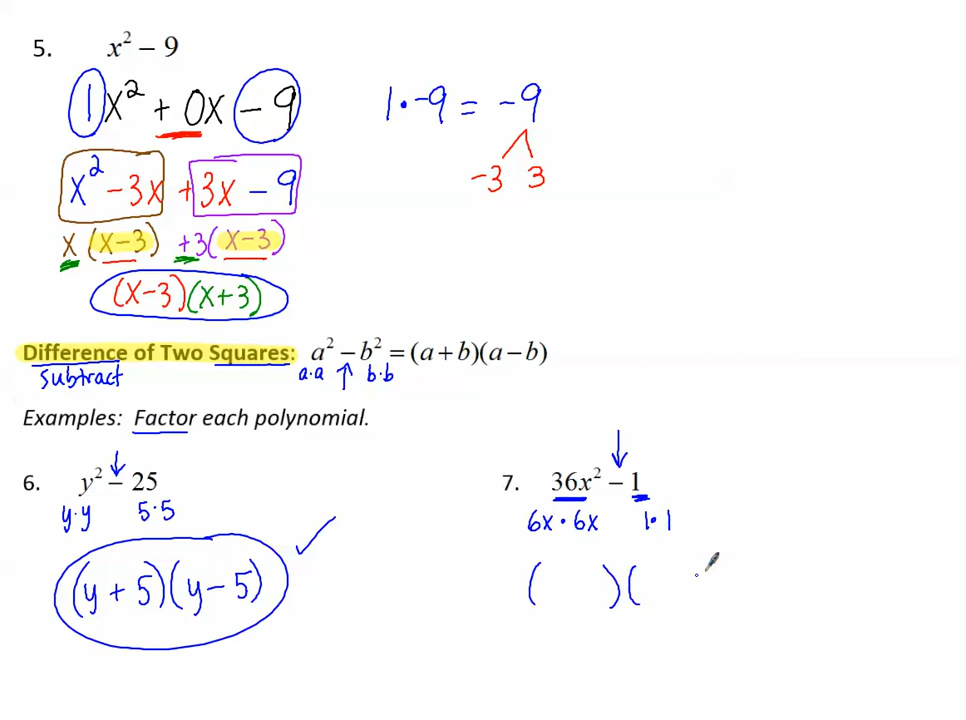 5. x² − 9
1x² + 0x − 9
1 · -9 = -9
-3 3
x² − 3x + 3x − 9
x (x−3) +3(x−3)
(x−3)(x+3)
Difference of Two Squares: a² − b² = (a + b)(a − b)
subtract a·a ↑ b·b
Examples: Factor each polynomial.
6. y² − 25
y·y 5·5
(y + 5)(y − 5) ✓
7. 36x² − 1
6x · 6x 1·1
( )(